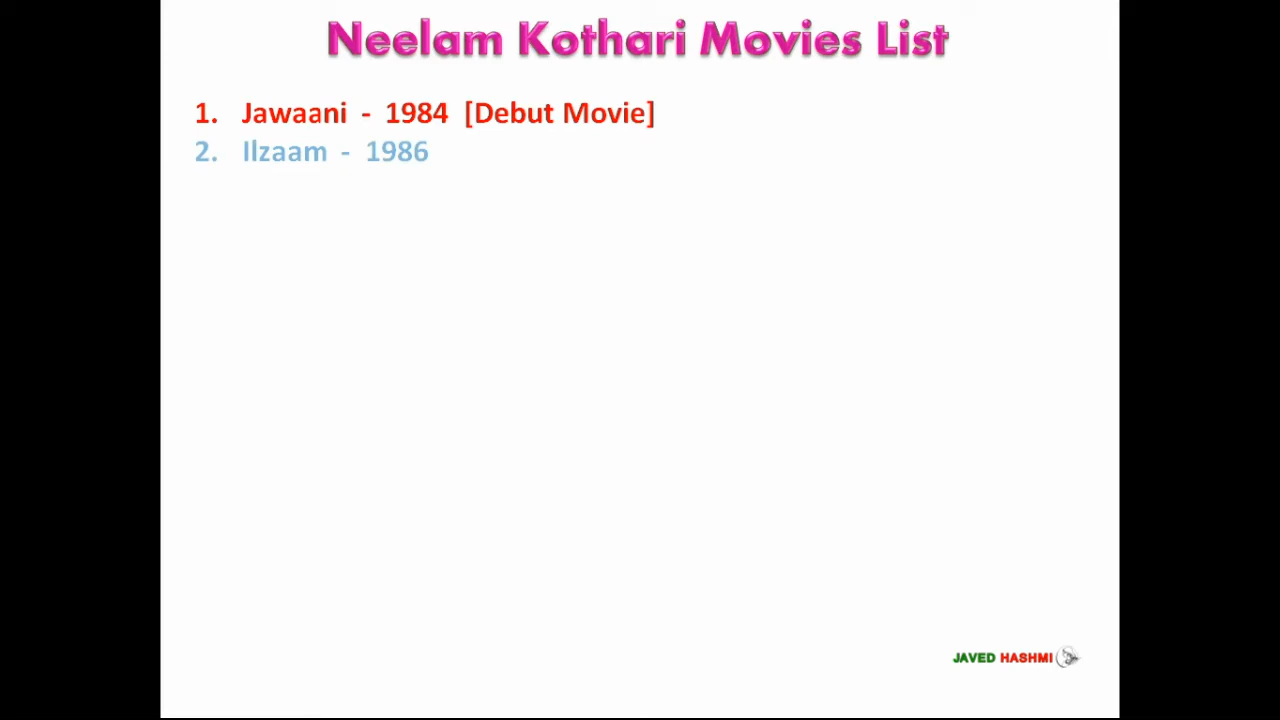 Neelam Kothari Movies List
1. Jawaani - 1984 [Debut Movie]
2. Ilzaam - 1986
JAVED HASHMI